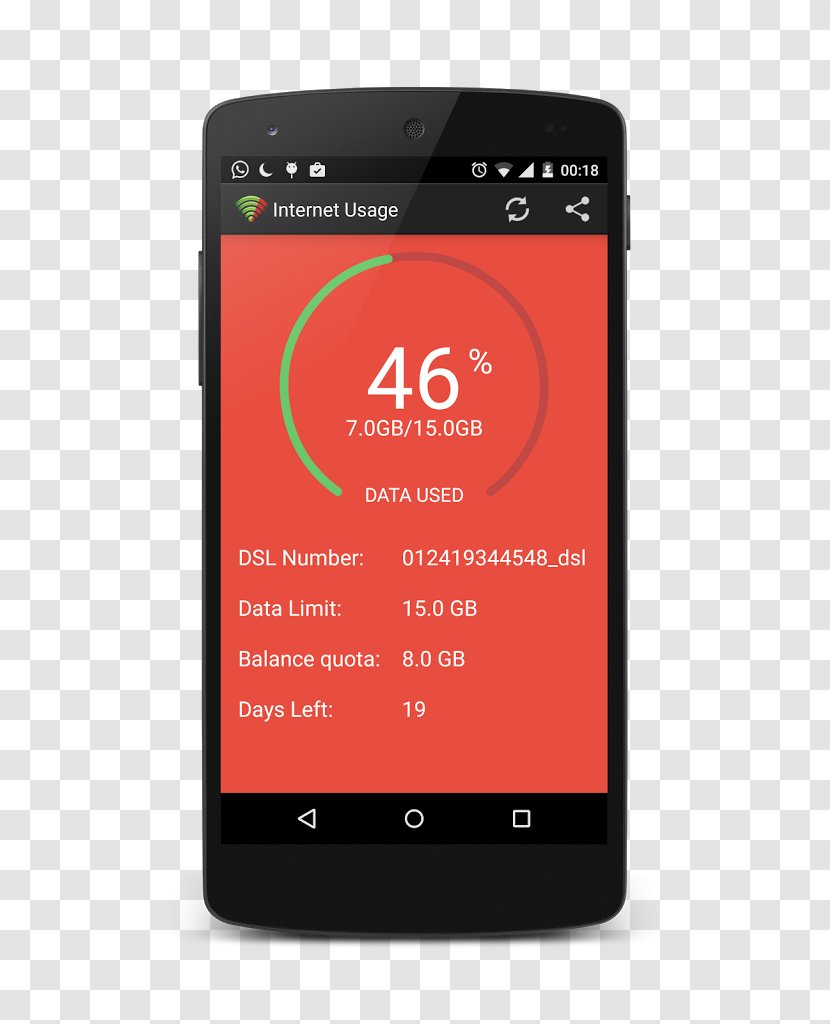 00:18
Internet Usage
46 %
7.0GB/15.0GB
DATA USED
DSL Number: 012419344548_dsl
Data Limit: 15.0 GB
Balance quota: 8.0 GB
Days Left: 19